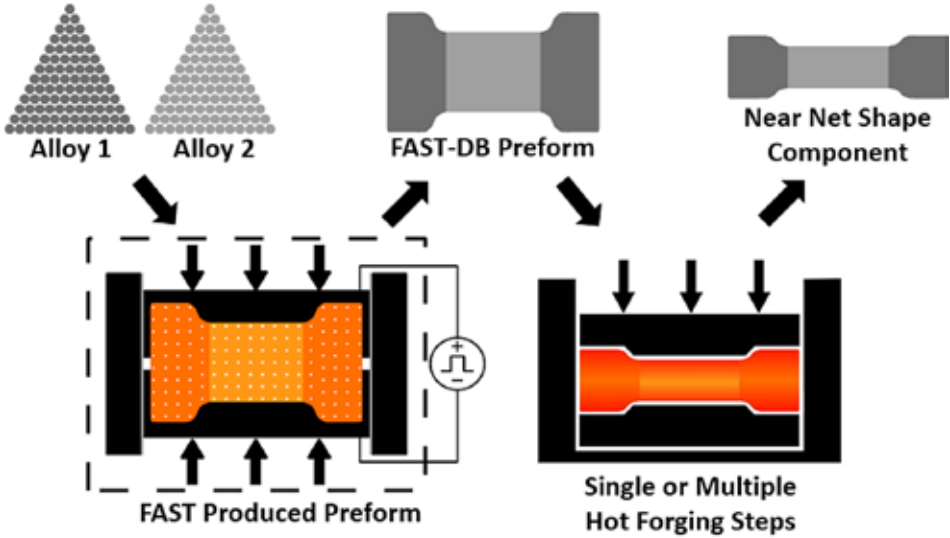 Alloy 1
Alloy 2
FAST-DB Preform
Near Net Shape
Component
+
−
FAST Produced Preform
Single or Multiple
Hot Forging Steps